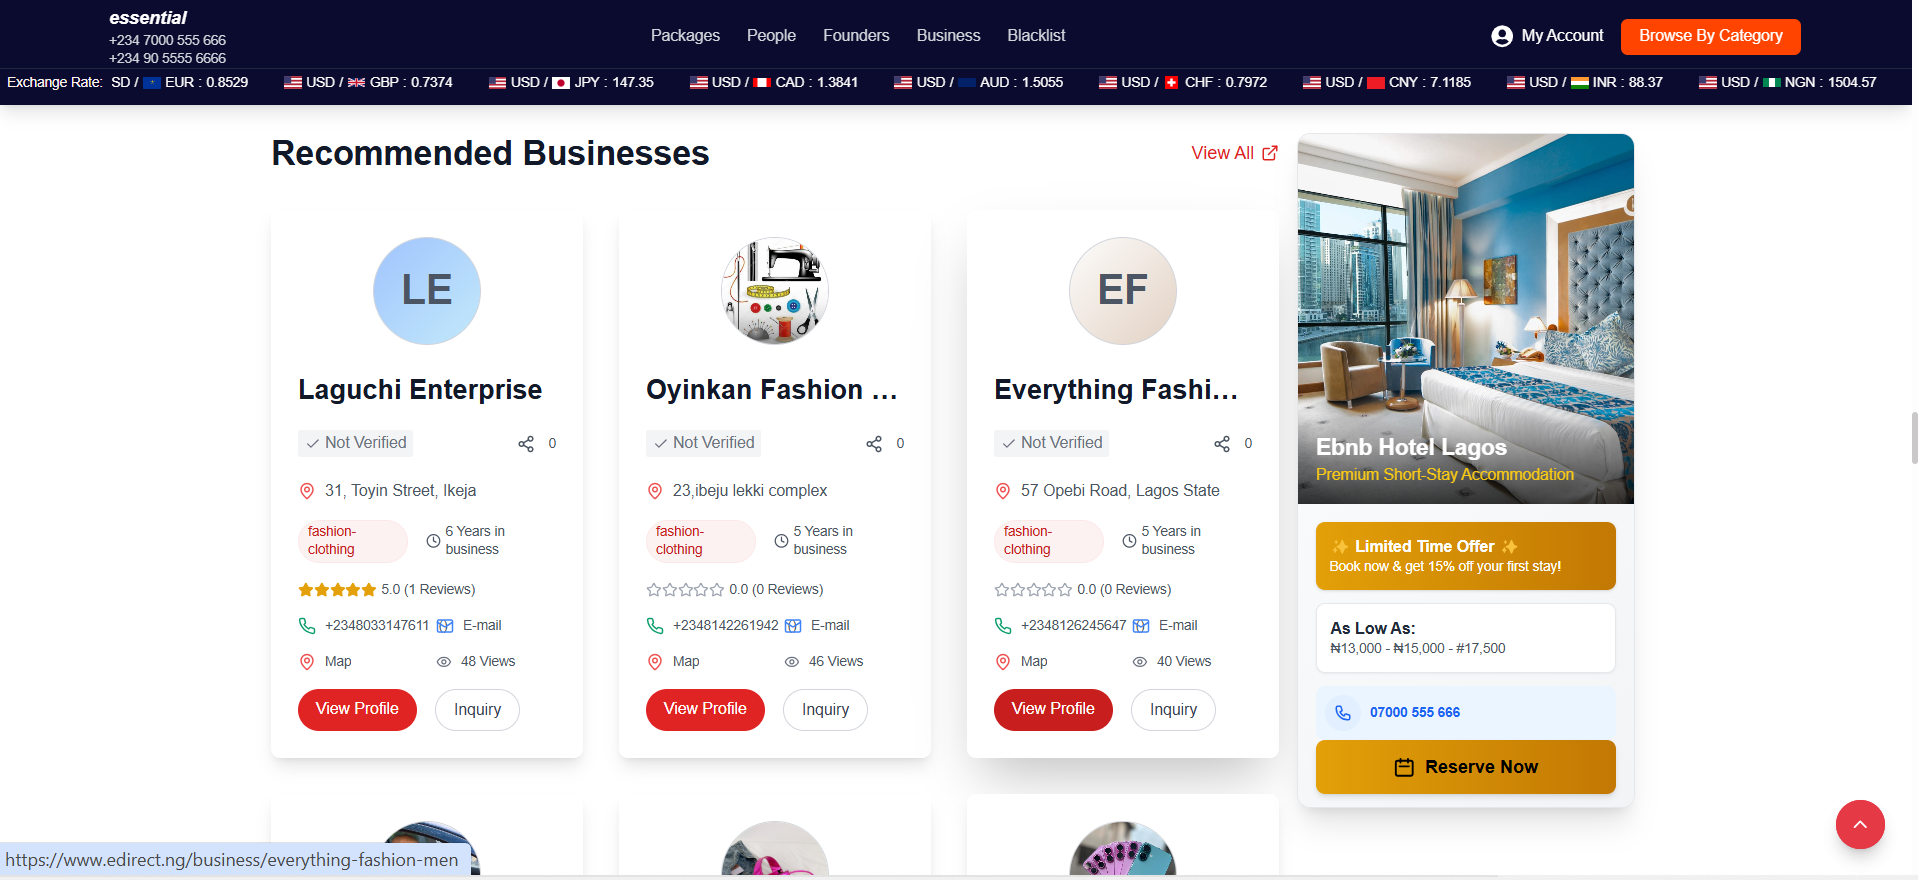 essential
+234 7000 555 666
+234 90 5555 6666
Packages People Founders Business Blacklist
My Account
Browse By Category
Exchange Rate: SD / EUR : 0.8529 USD / GBP : 0.7374 USD / JPY : 147.35 USD / CAD : 1.3841 USD / AUD : 1.5055 USD / CHF : 0.7972 USD / CNY : 7.1185 USD / INR : 88.37 USD / NGN : 1504.57
Recommended Businesses
View All
LE
Laguchi Enterprise
Not Verified 0
31, Toyin Street, Ikeja
fashion-
clothing
6 Years in
business
5.0 (1 Reviews)
+2348033147611 E-mail
Map 48 Views
View Profile Inquiry
Oyinkan Fashion ...
Not Verified 0
23,ibeju lekki complex
fashion-
clothing
5 Years in
business
0.0 (0 Reviews)
+2348142261942 E-mail
Map 46 Views
View Profile Inquiry
EF
Everything Fashi...
Not Verified 0
57 Opebi Road, Lagos State
fashion-
clothing
5 Years in
business
0.0 (0 Reviews)
+2348126245647 E-mail
Map 40 Views
View Profile Inquiry
Ebnb Hotel Lagos
Premium Short-Stay Accommodation
✨ Limited Time Offer ✨
Book now & get 15% off your first stay!
As Low As:
₦13,000 - ₦15,000 - #17,500
07000 555 666
Reserve Now
https://www.edirect.ng/business/everything-fashion-men